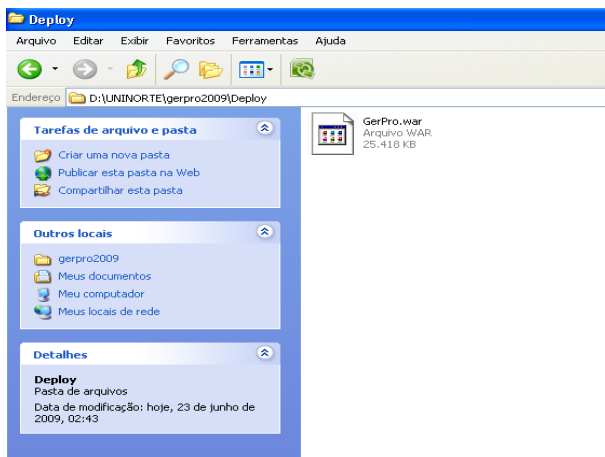 Deploy
Arquivo Editar Exibir Favoritos Ferramentas Ajuda
Endereço D:\UNINORTE\gerpro2009\Deploy
Tarefas de arquivo e pasta
Criar uma nova pasta
Publicar esta pasta na Web
Compartilhar esta pasta
Outros locais
gerpro2009
Meus documentos
Meu computador
Meus locais de rede
Detalhes
Deploy
Pasta de arquivos
Data de modificação: hoje, 23 de junho de
2009, 02:43
GerPro.war
Arquivo WAR
25.418 KB